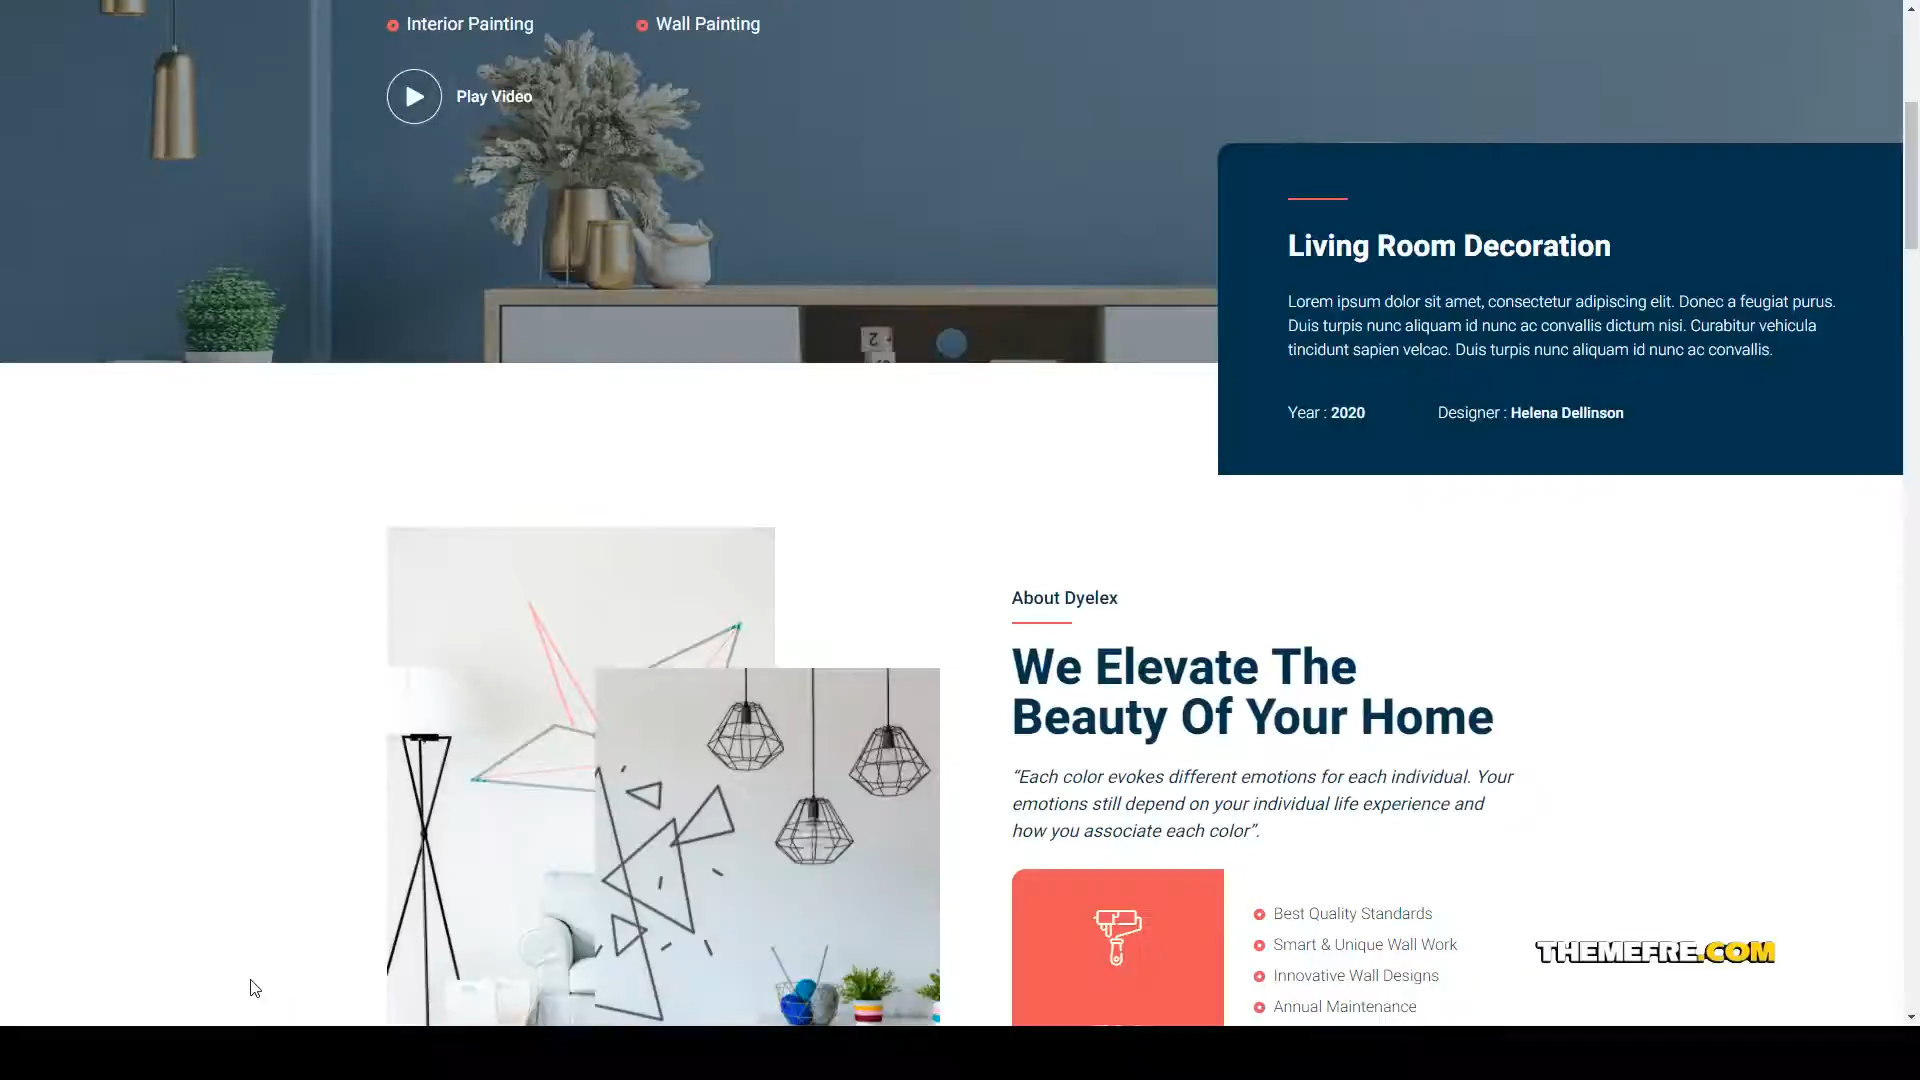 Interior Painting
Wall Painting
Play Video
Living Room Decoration
Lorem ipsum dolor sit amet, consectetur adipiscing elit. Donec a feugiat purus.
Duis turpis nunc aliquam id nunc ac convallis dictum nisi. Curabitur vehicula
tincidunt sapien velcac. Duis turpis nunc aliquam id nunc ac convallis.
Year : 2020
Designer : Helena Dellinson
About Dyelex
We Elevate The
Beauty Of Your Home
“Each color evokes different emotions for each individual. Your
emotions still depend on your individual life experience and
how you associate each color”.
Best Quality Standards
Smart & Unique Wall Work
Innovative Wall Designs
Annual Maintenance
THEMEFRE.COM